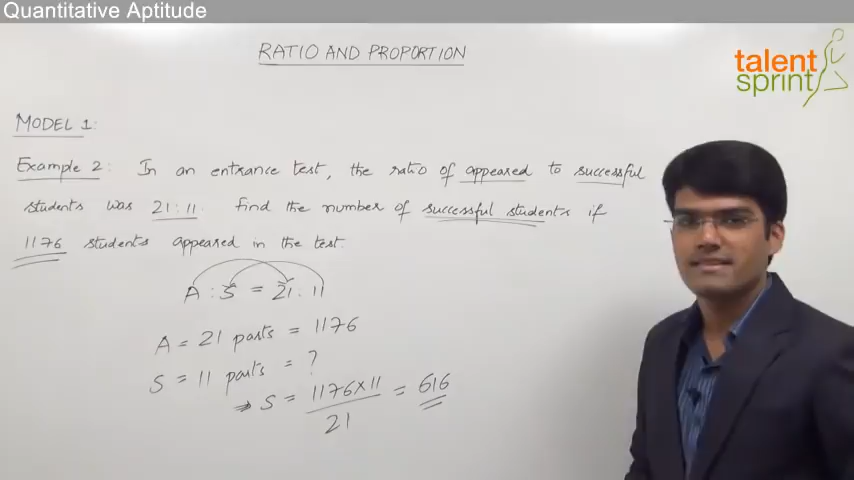 Quantitative Aptitude
RATIO AND PROPORTION
talent
sprint
MODEL 1:
Example 2: In an entrance test, the ratio of appeared to successful
students was 21:11. Find the number of successful students if
1176 students appeared in the test.
A : S = 21 : 11
A = 21 parts = 1176
S = 11 parts = ?
⇒ S = 1176×11 = 616
21